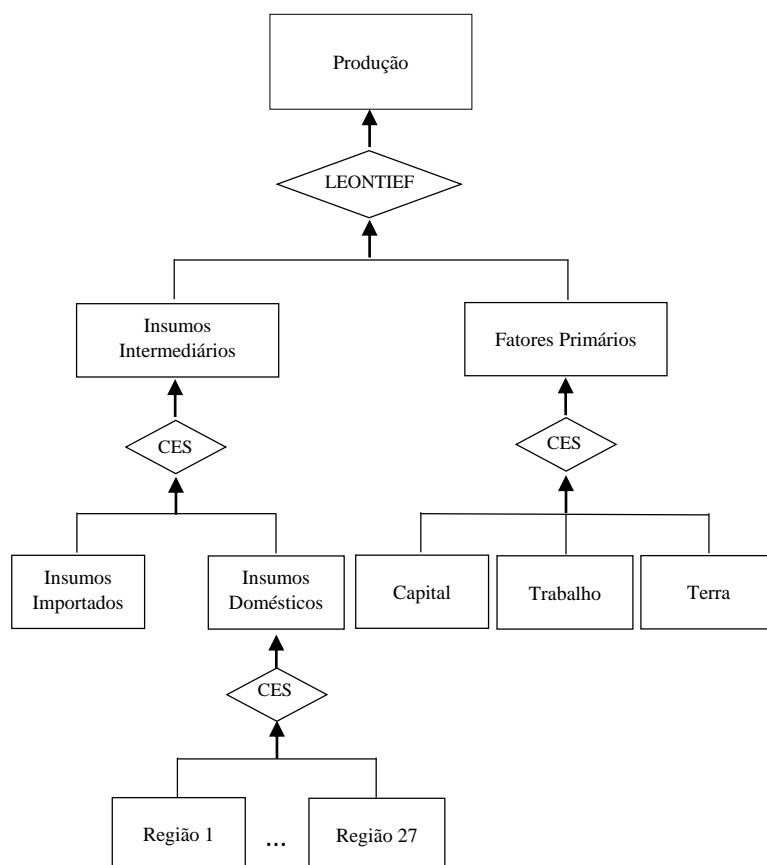 Produção
LEONTIEF
Insumos
Intermediários
Fatores Primários
CES
CES
Insumos
Importados
Insumos
Domésticos
Capital
Trabalho
Terra
CES
Região 1
...
Região 27